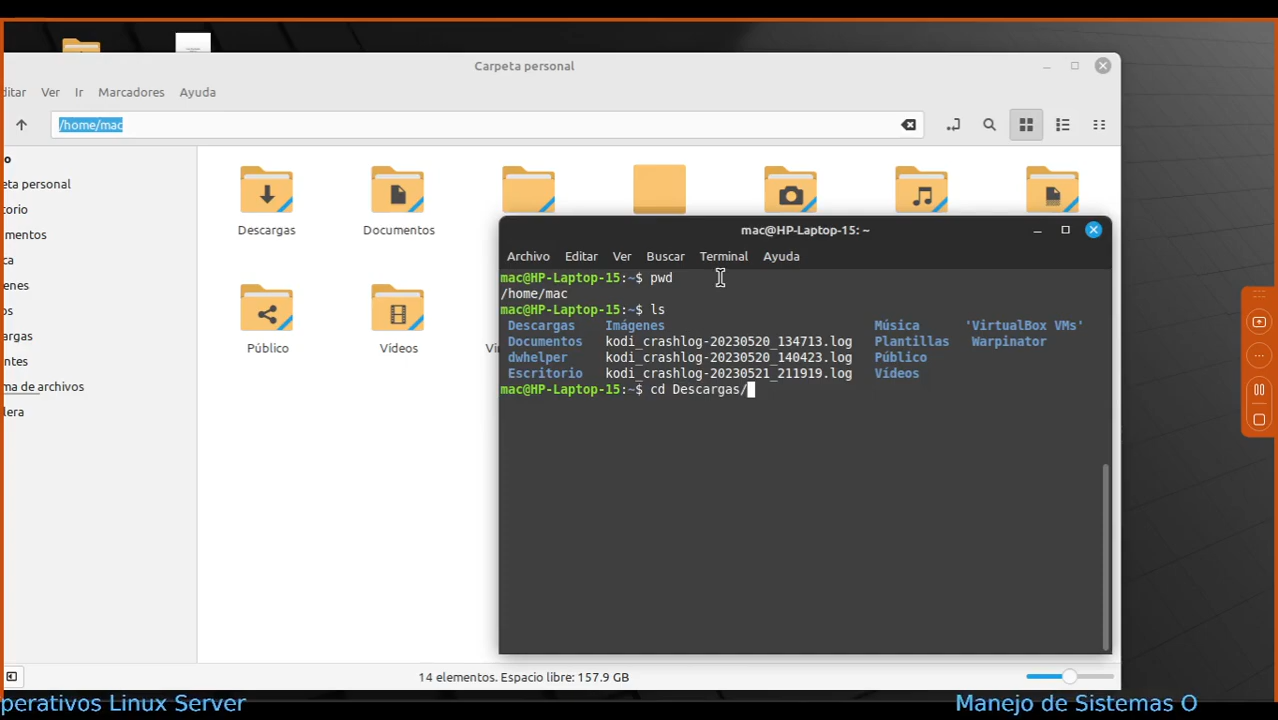 Carpeta personal
ditar Ver Ir Marcadores Ayuda
/home/mac
o
eta personal
torio
mentos
ca
enes
os
rgas
ntes
ma de archivos
lera
Descargas
Documentos
Público
Vídeos
Vir
mac@HP-Laptop-15: ~
Archivo Editar Ver Buscar Terminal Ayuda
mac@HP-Laptop-15:~$ pwd
/home/mac
mac@HP-Laptop-15:~$ ls
Descargas Imágenes Música 'VirtualBox VMs'
Documentos kodi_crashlog-20230520_134713.log Plantillas Warpinator
dwhelper kodi_crashlog-20230520_140423.log Público
Escritorio kodi_crashlog-20230521_211919.log Vídeos
mac@HP-Laptop-15:~$ cd Descargas/
14 elementos. Espacio libre: 157.9 GB
perativos Linux Server
Manejo de Sistemas O